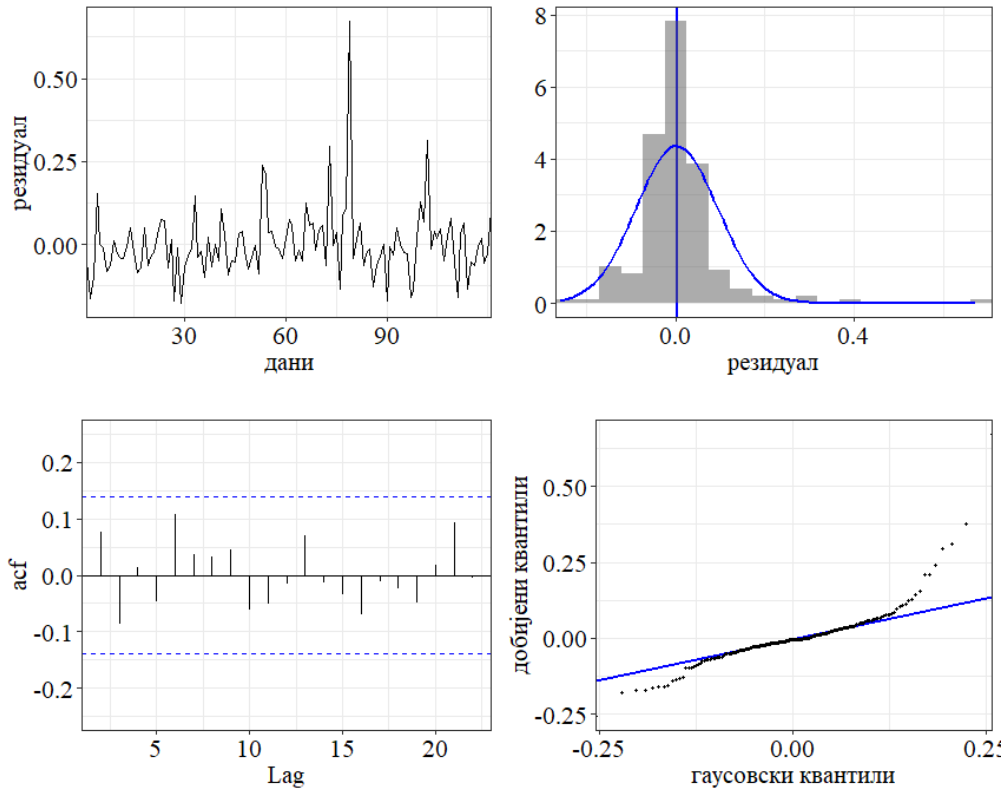 резидуал
0.50
0.25
0.00
30 60 90
дани
8
6
4
2
0
0.0 0.4
резидуал
acf
0.2
0.1
0.0
-0.1
-0.2
5 10 15 20
Lag
добијени квантили
0.50
0.25
0.00
-0.25
-0.25 0.00 0.25
гаусовски квантили